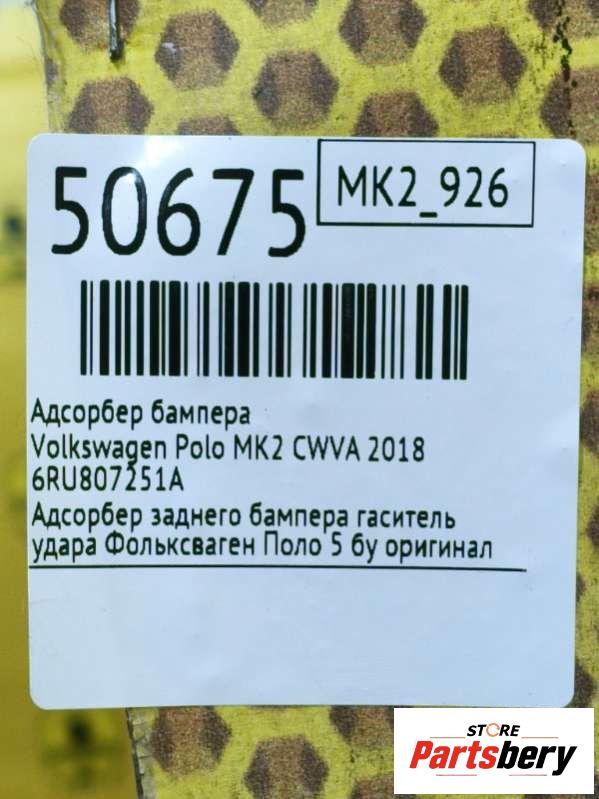 50675
MK2_926
Адсорбер бампера
Volkswagen Polo MK2 CWVA 2018
6RU807251A
Адсорбер заднего бампера гаситель
удара Фольксваген Поло 5 бу оригинал
STORE
Partsbery